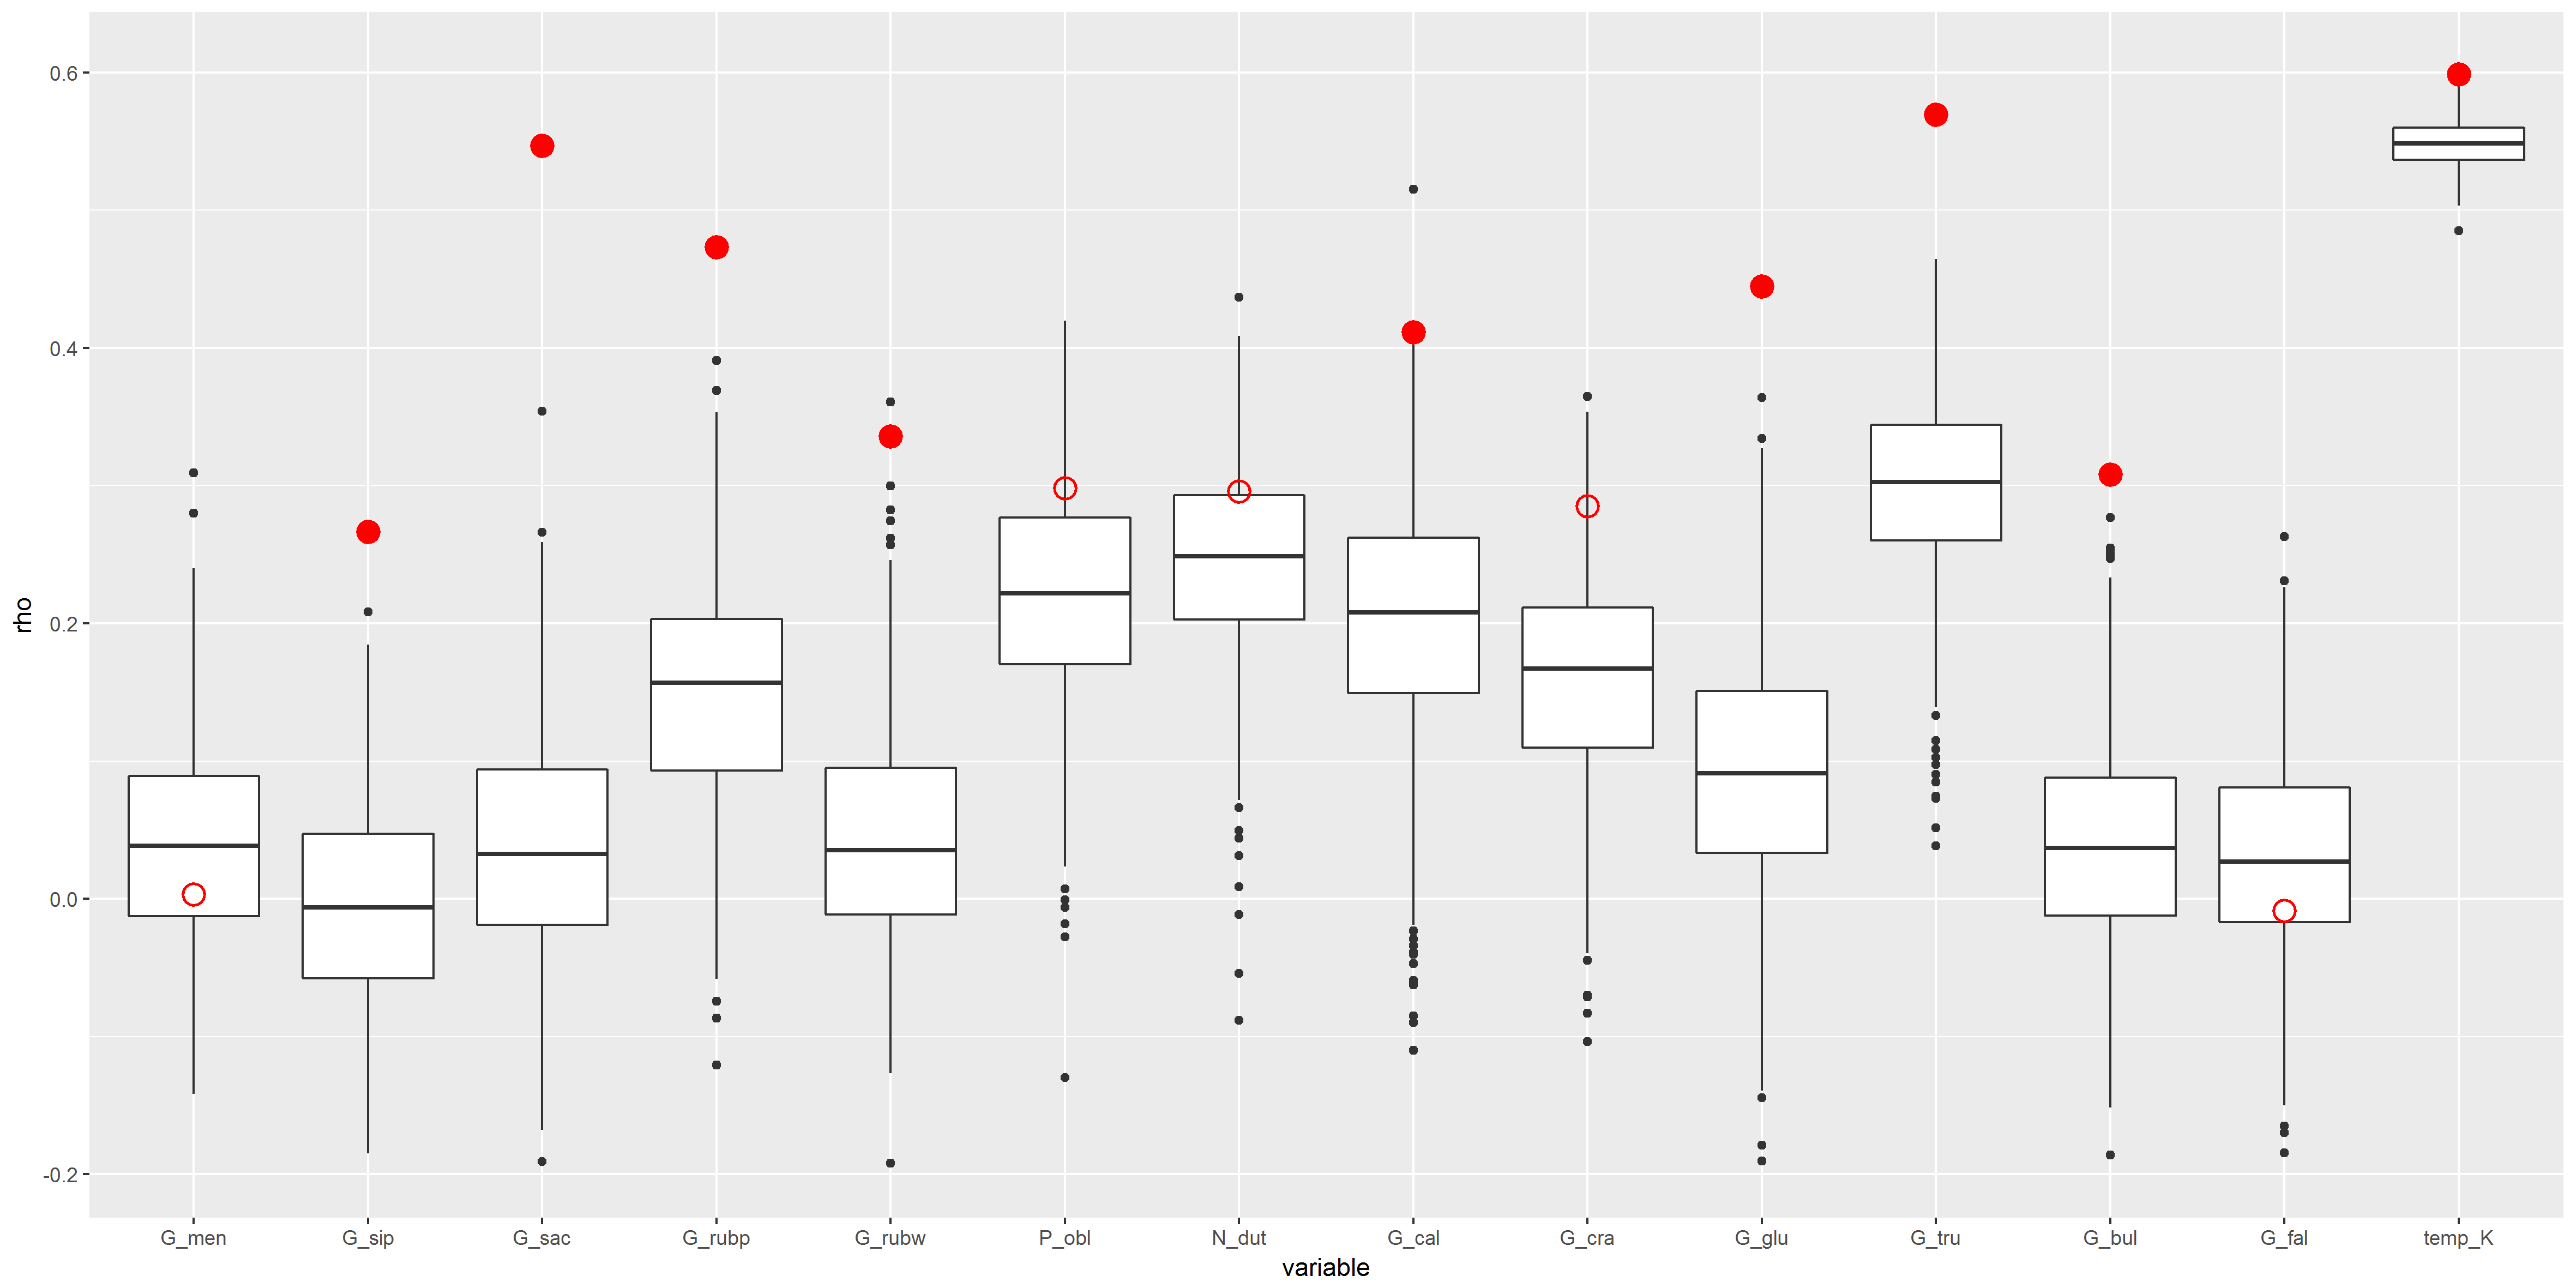 0.6
0.4
0.2
0.0
-0.2
rho
G_men G_sip G_sac G_rubp G_rubw P_obl N_dut G_cal G_cra G_glu G_tru G_bul G_fal temp_K
variable